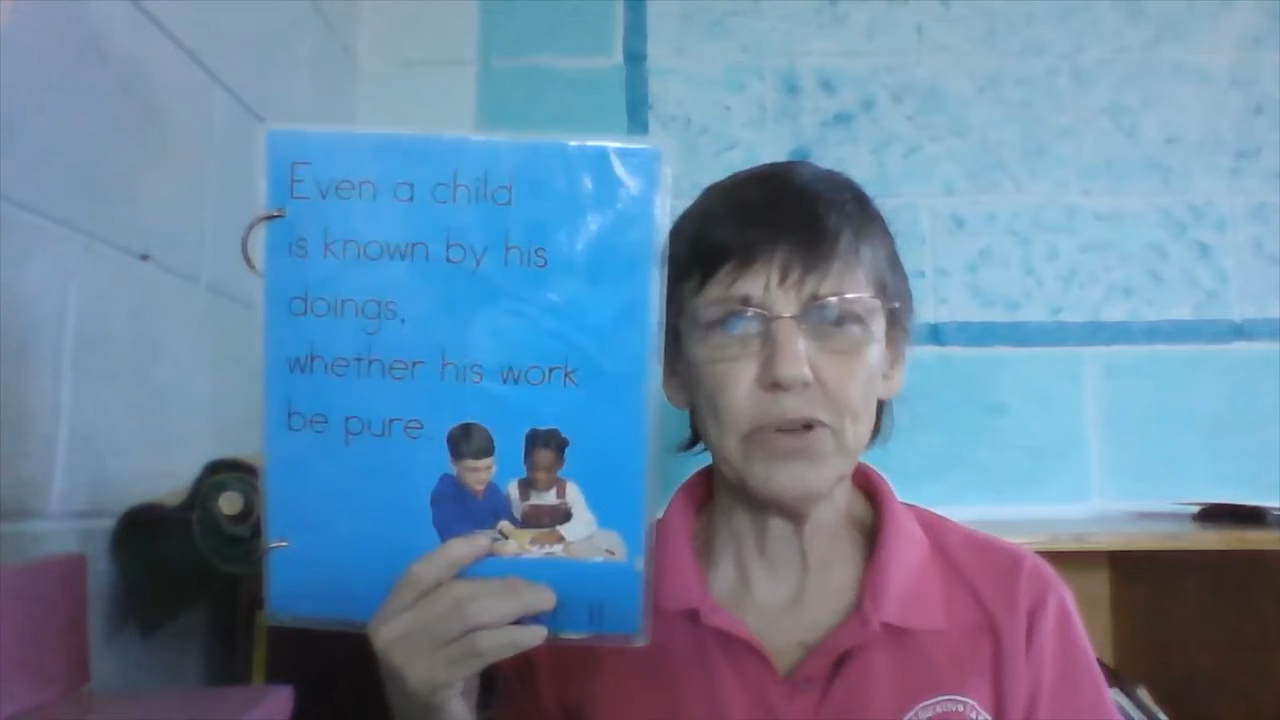 Even a child
is known by his
doings,
whether his work
be pure.